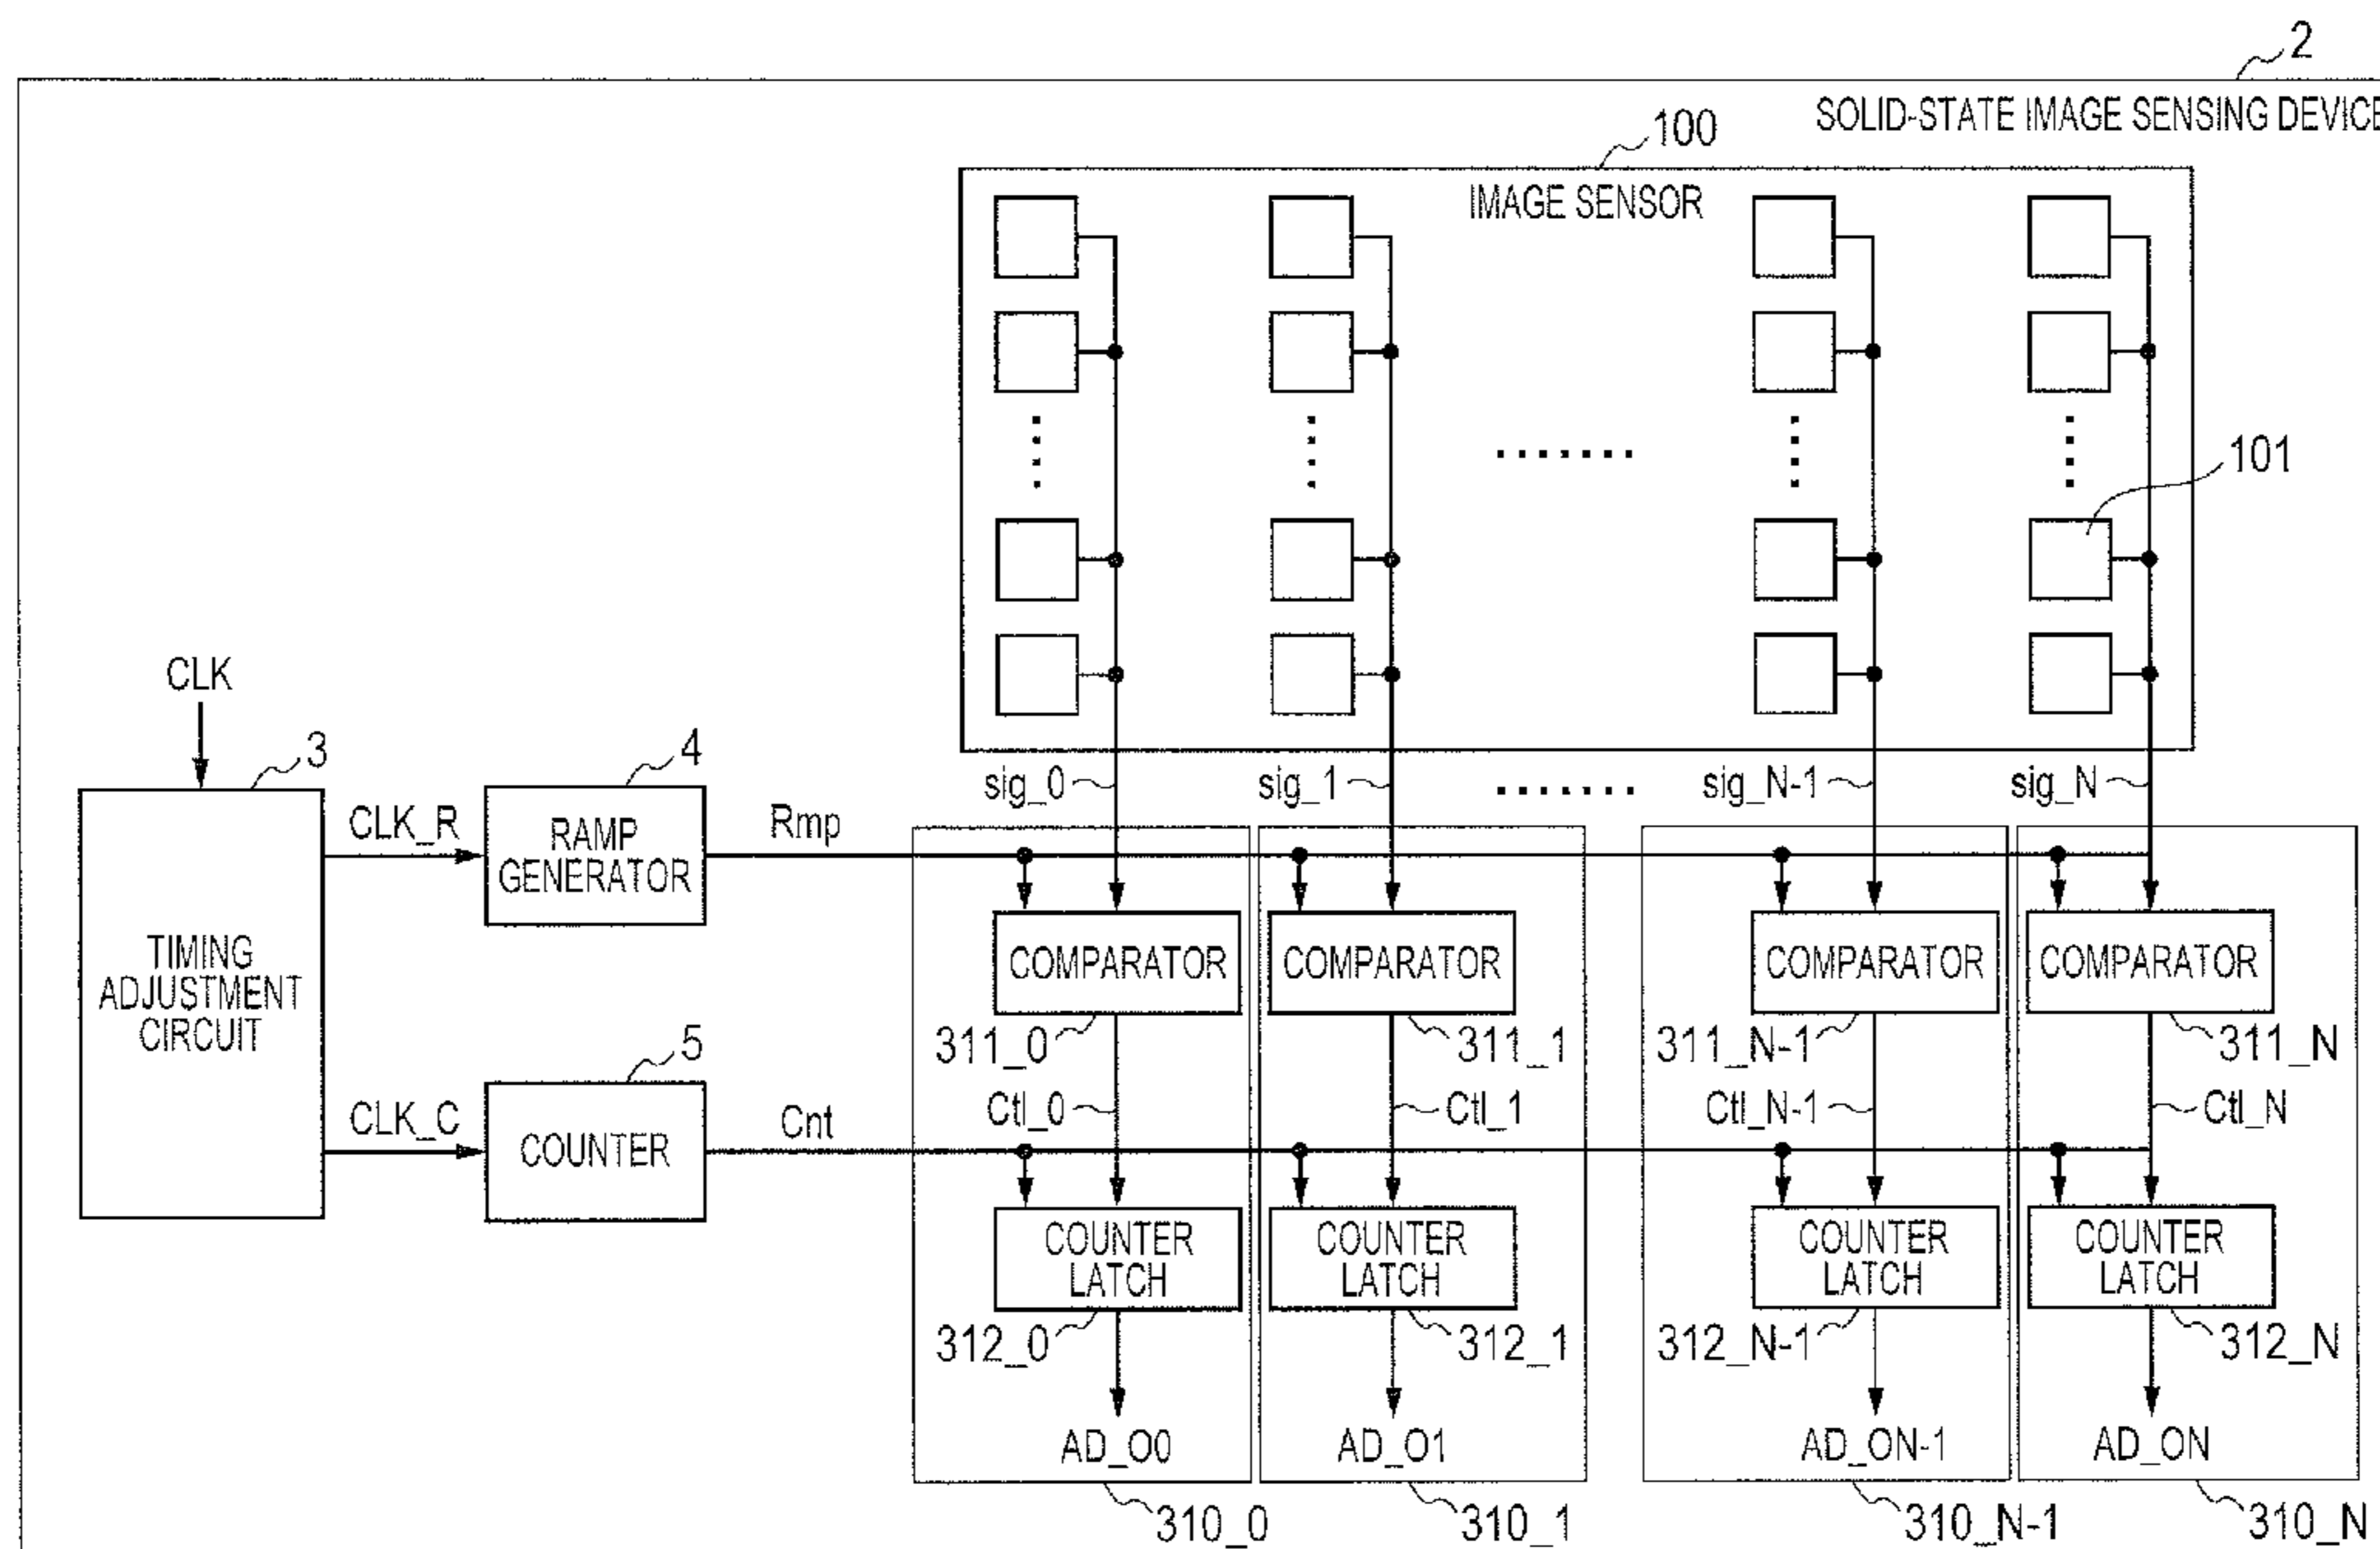 2
SOLID-STATE IMAGE SENSING DEVICE
100
IMAGE SENSOR
101
CLK
3
4
sig_0
sig_1
sig_N-1
sig_N
CLK_R
RAMP
GENERATOR
Rmp
TIMING
ADJUSTMENT
CIRCUIT
COMPARATOR
COMPARATOR
COMPARATOR
COMPARATOR
311_0
311_1
311_N-1
311_N
5
CLK_C
COUNTER
Cnt
Ctl_0
Ctl_1
Ctl_N-1
Ctl_N
COUNTER
LATCH
COUNTER
LATCH
COUNTER
LATCH
COUNTER
LATCH
312_0
312_1
312_N-1
312_N
AD_O0
AD_O1
AD_ON-1
AD_ON
310_0
310_1
310_N-1
310_N